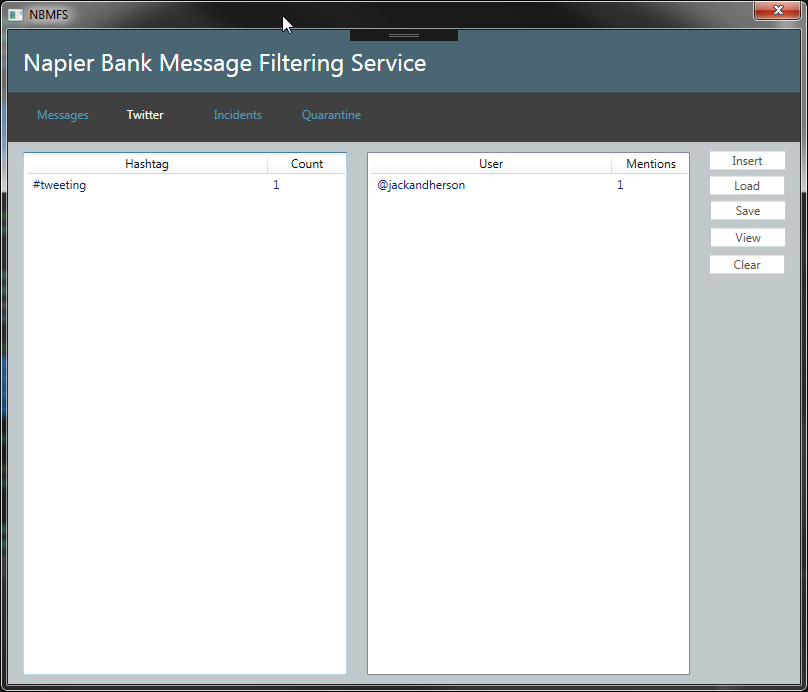 NBMFS
Napier Bank Message Filtering Service
Messages Twitter Incidents Quarantine
Hashtag Count
#tweeting 1
User Mentions
@jackandherson 1
Insert
Load
Save
View
Clear